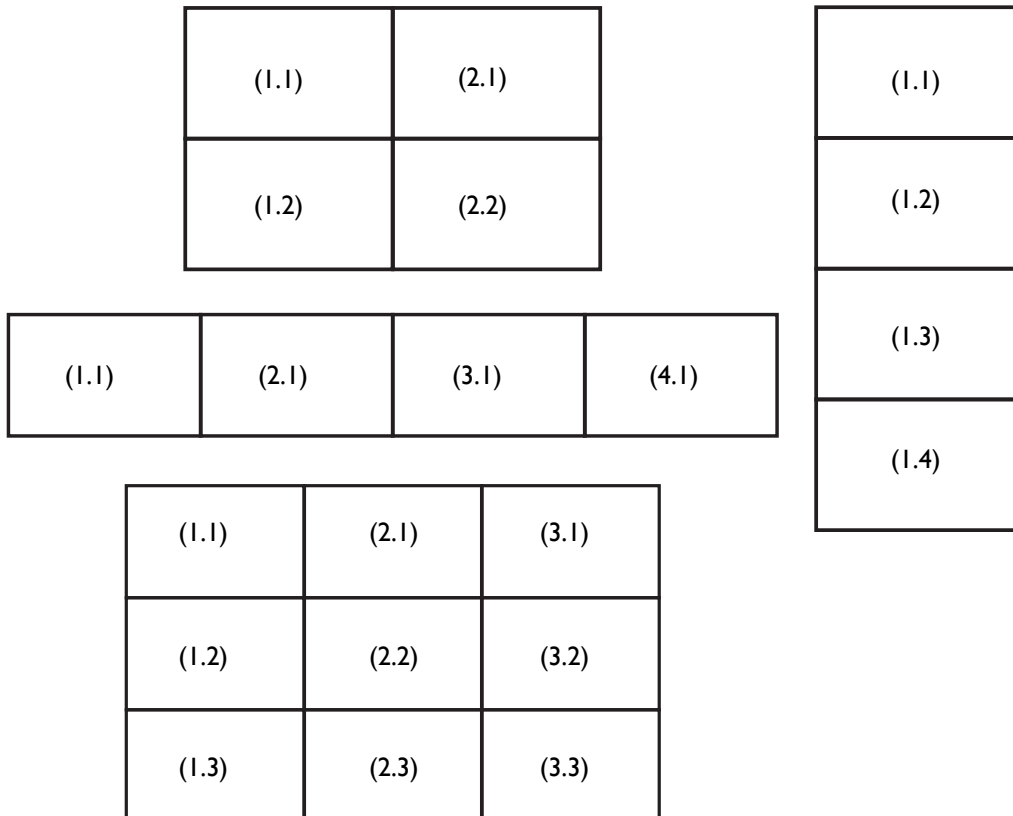 (1.1) (2.1)
(1.2) (2.2)
(1.1)
(1.2)
(1.3)
(1.4)
(1.1) (2.1) (3.1) (4.1)
(1.1) (2.1) (3.1)
(1.2) (2.2) (3.2)
(1.3) (2.3) (3.3)